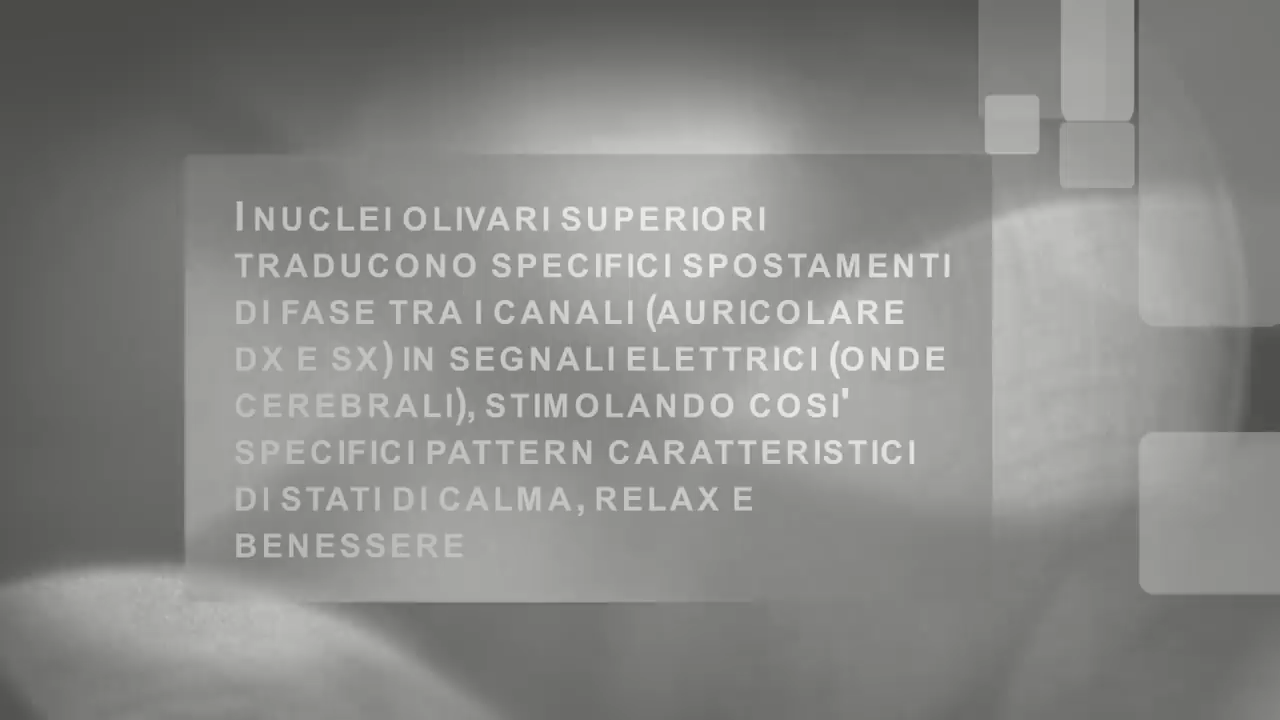 I NUCLEI OLIVARI SUPERIORI
TRADUCONO SPECIFICI SPOSTAMENTI
DI FASE TRA I CANALI (AURICOLARE
DX E SX) IN SEGNALI ELETTRICI (ONDE
CEREBRALI), STIMOLANDO COSI'
SPECIFICI PATTERN CARATTERISTICI
DI STATI DI CALMA, RELAX E
BENESSERE